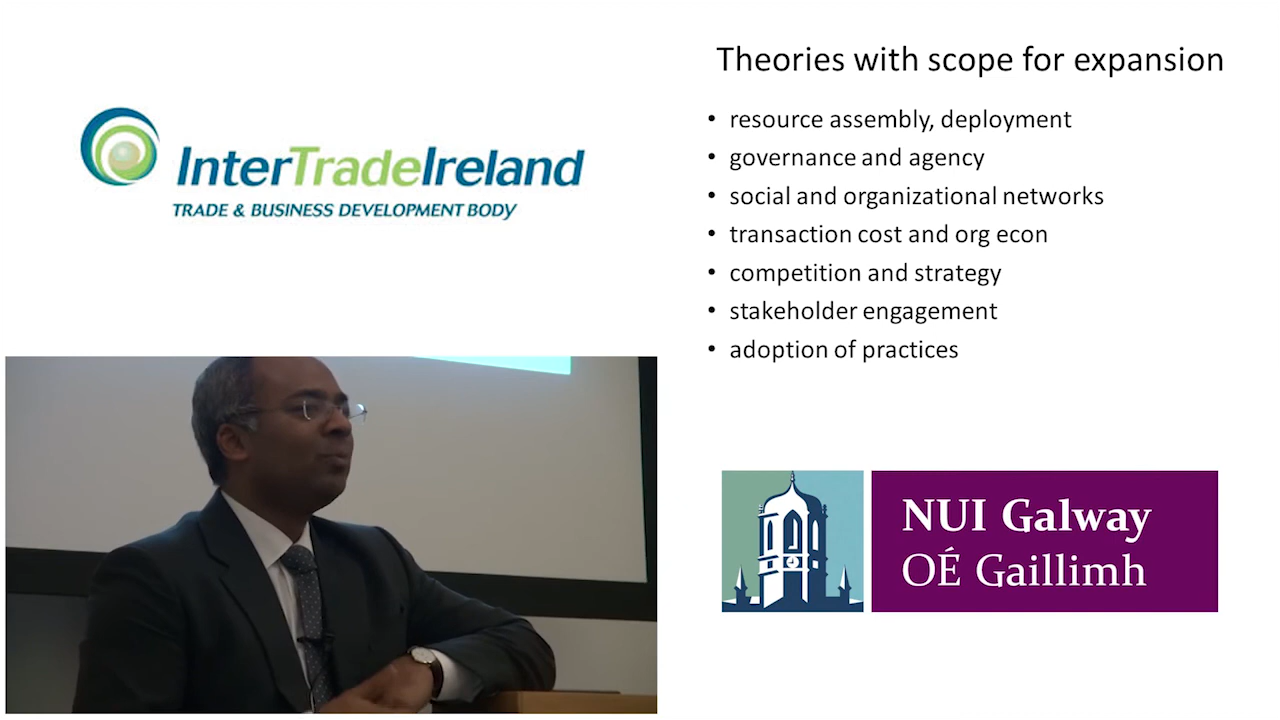 InterTradeIreland
TRADE & BUSINESS DEVELOPMENT BODY
Theories with scope for expansion
• resource assembly, deployment
• governance and agency
• social and organizational networks
• transaction cost and org econ
• competition and strategy
• stakeholder engagement
• adoption of practices
NUI Galway
OÉ Gaillimh